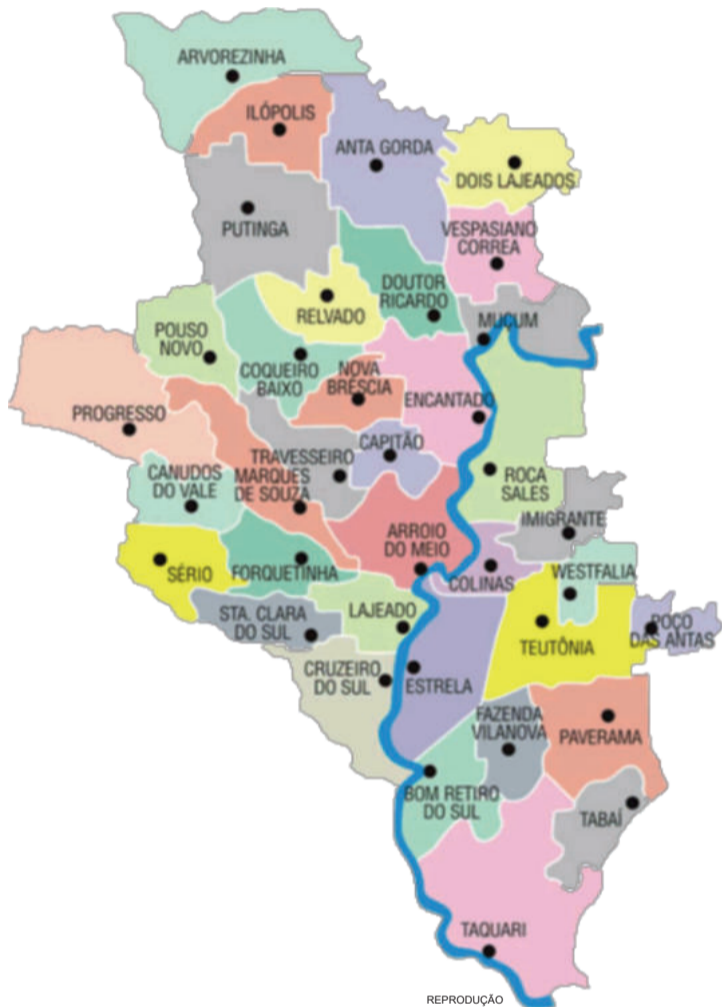 ARVOREZINHA
ILÓPOLIS
ANTA GORDA
DOIS LAJEADOS
PUTINGA
VESPASIANO
CORREA
DOUTOR
RICARDO
RELVADO
MUÇUM
POUSO
NOVO
COQUEIRO
BAIXO
NOVA
BRÉSCIA
ENCANTADO
PROGRESSO
CAPITÃO
TRAVESSEIRO
CANUDOS
DO VALE
MARQUES
DE SOUZA
ROCA
SALES
IMIGRANTE
ARROIO
DO MEIO
SÉRIO
FORQUETINHA
COLINAS
WESTFALIA
STA. CLARA
DO SUL
LAJEADO
TEUTÔNIA
POÇO
DAS ANTAS
CRUZEIRO
DO SUL
ESTRELA
FAZENDA
VILANOVA
PAVERAMA
BOM RETIRO
DO SUL
TABAÍ
TAQUARI
REPRODUÇÃO